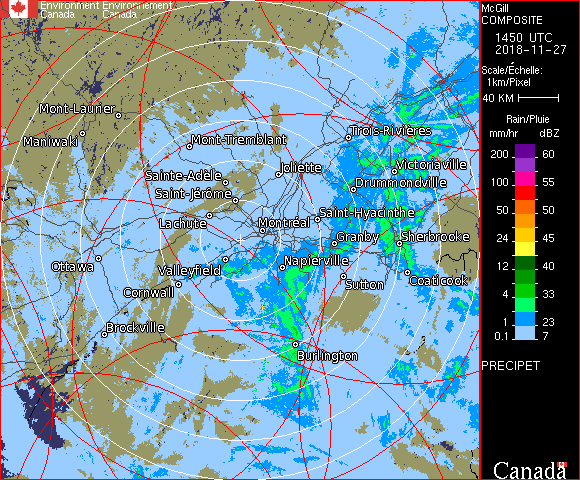 Environment Environnement
Canada Canada
McGill
COMPOSITE
1450 UTC
2018-11-27
Scale/Échelle:
1km/Pixel
40 KM
Rain/Pluie
mm/hr dBZ
200 60
100 55
50 50
24 45
12 40
4 33
2 23
0.1 7
PRECIPET
Canada
Mont-Laurier
Maniwaki
Mont-Tremblant
Trois-Rivières
Joliette
Victoriaville
Sainte-Adèle
Drummondville
Saint-Jérôme
Lachute
Saint-Hyacinthe
Montréal
Granby
Sherbrooke
Ottawa
Valleyfield
Napierville
Cornwall
Sutton
Coaticook
Brockville
Burlington